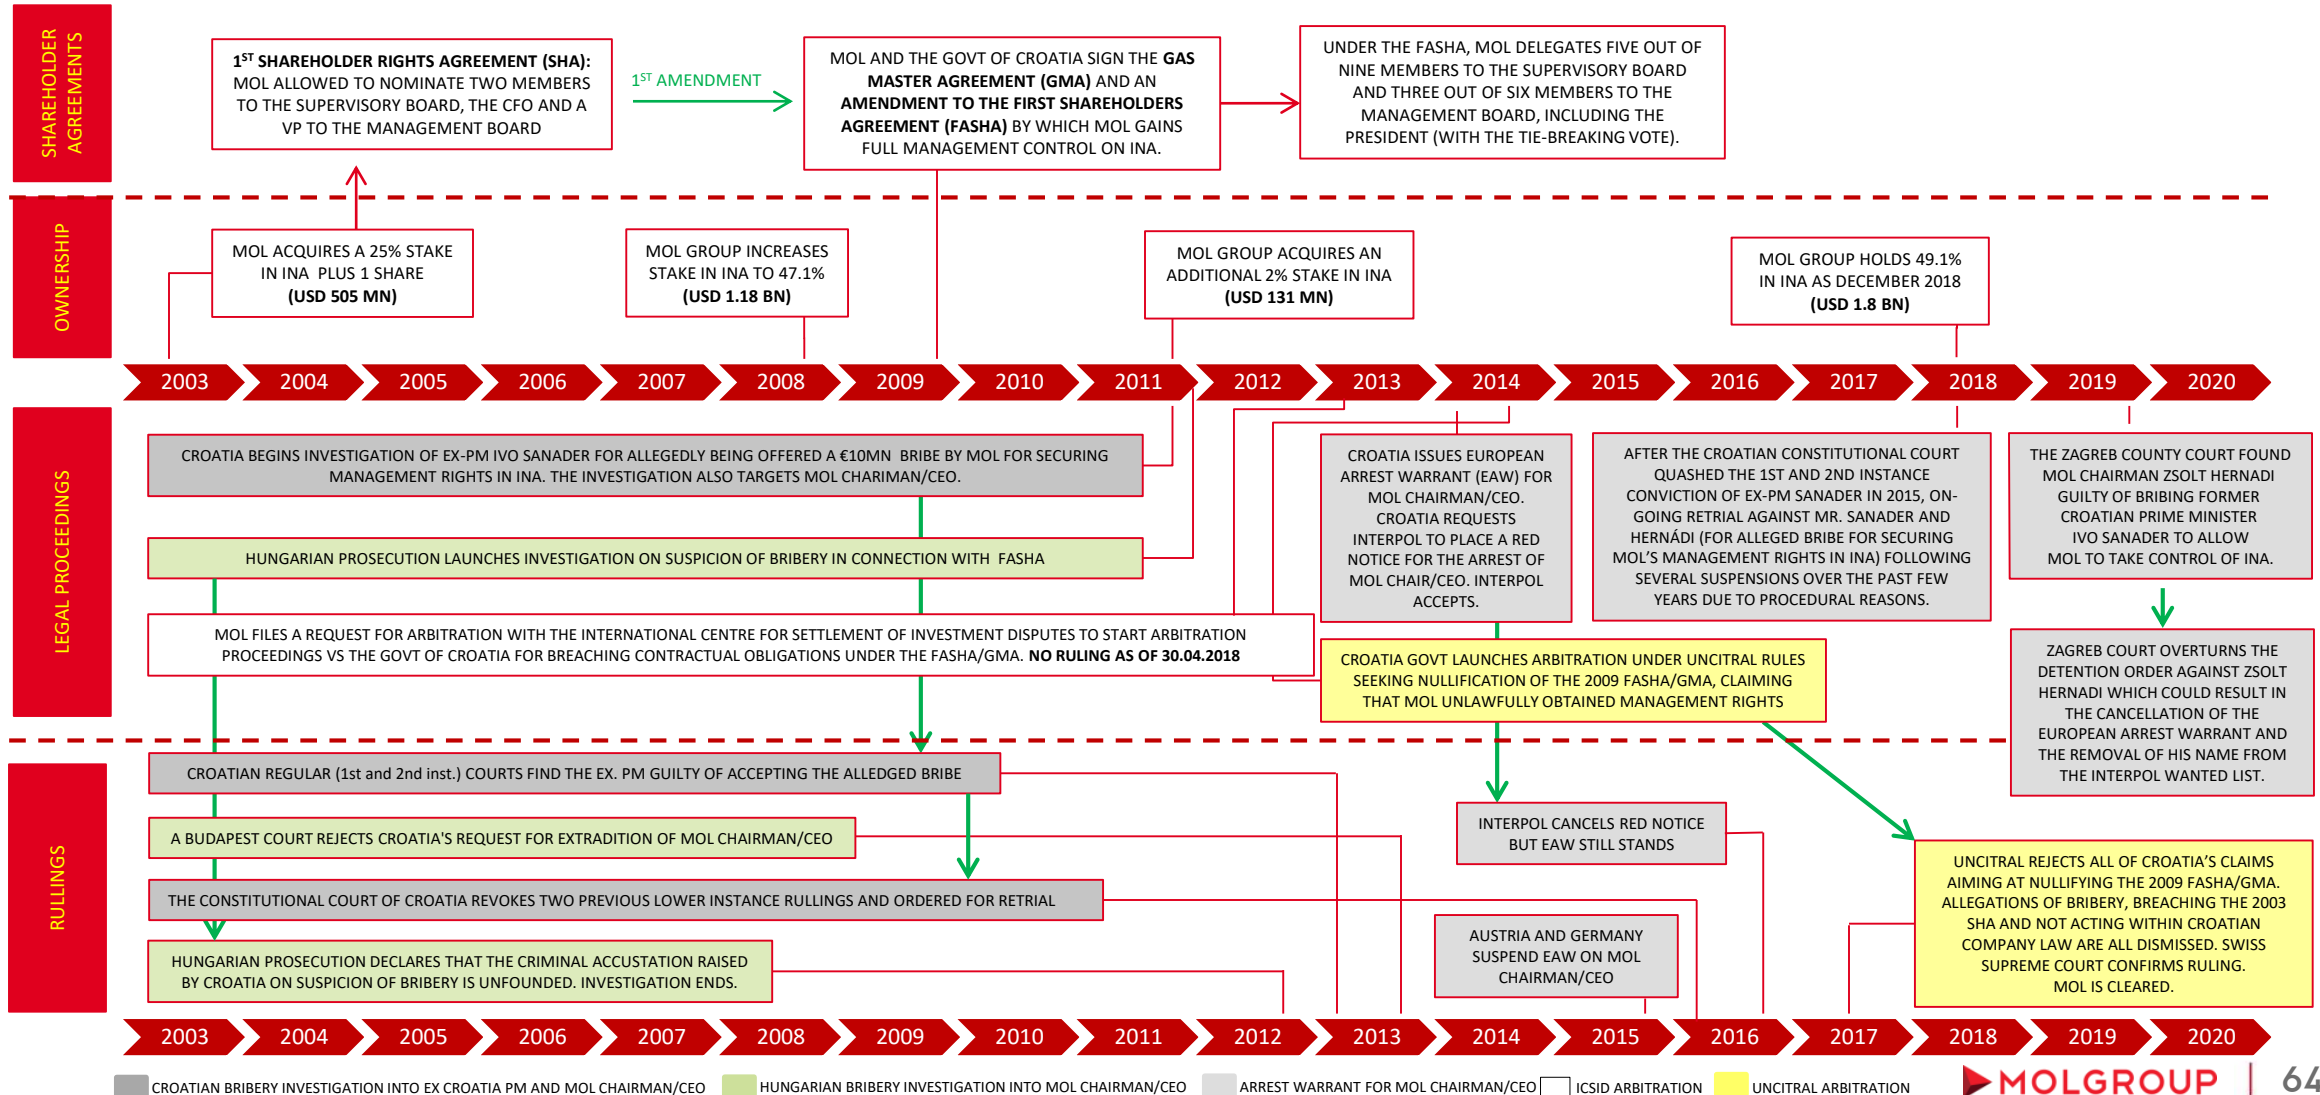 SHAREHOLDER
AGREEMENTS
1ST SHAREHOLDER RIGHTS AGREEMENT (SHA):
MOL ALLOWED TO NOMINATE TWO MEMBERS
TO THE SUPERVISORY BOARD, THE CFO AND A
VP TO THE MANAGEMENT BOARD
1ST AMENDMENT
MOL AND THE GOVT OF CROATIA SIGN THE GAS
MASTER AGREEMENT (GMA) AND AN
AMENDMENT TO THE FIRST SHAREHOLDERS
AGREEMENT (FASHA) BY WHICH MOL GAINS
FULL MANAGEMENT CONTROL ON INA.
UNDER THE FASHA, MOL DELEGATES FIVE OUT OF
NINE MEMBERS TO THE SUPERVISORY BOARD
AND THREE OUT OF SIX MEMBERS TO THE
MANAGEMENT BOARD, INCLUDING THE
PRESIDENT (WITH THE TIE-BREAKING VOTE).
OWNERSHIP
MOL ACQUIRES A 25% STAKE
IN INA PLUS 1 SHARE
(USD 505 MN)
MOL GROUP INCREASES
STAKE IN INA TO 47.1%
(USD 1.18 BN)
MOL GROUP ACQUIRES AN
ADDITIONAL 2% STAKE IN INA
(USD 131 MN)
MOL GROUP HOLDS 49.1%
IN INA AS DECEMBER 2018
(USD 1.8 BN)
2003 2004 2005 2006 2007 2008 2009 2010 2011 2012 2013 2014 2015 2016 2017 2018 2019 2020
LEGAL PROCEEDINGS
CROATIA BEGINS INVESTIGATION OF EX-PM IVO SANADER FOR ALLEGEDLY BEING OFFERED A €10MN BRIBE BY MOL FOR SECURING
MANAGEMENT RIGHTS IN INA. THE INVESTIGATION ALSO TARGETS MOL CHARIMAN/CEO.
HUNGARIAN PROSECUTION LAUNCHES INVESTIGATION ON SUSPICION OF BRIBERY IN CONNECTION WITH FASHA
MOL FILES A REQUEST FOR ARBITRATION WITH THE INTERNATIONAL CENTRE FOR SETTLEMENT OF INVESTMENT DISPUTES TO START ARBITRATION
PROCEEDINGS VS THE GOVT OF CROATIA FOR BREACHING CONTRACTUAL OBLIGATIONS UNDER THE FASHA/GMA. NO RULING AS OF 30.04.2018
CROATIA ISSUES EUROPEAN
ARREST WARRANT (EAW) FOR
MOL CHAIRMAN/CEO.
CROATIA REQUESTS
INTERPOL TO PLACE A RED
NOTICE FOR THE ARREST OF
MOL CHAIR/CEO. INTERPOL
ACCEPTS.
CROATIA GOVT LAUNCHES ARBITRATION UNDER UNCITRAL RULES
SEEKING NULLIFICATION OF THE 2009 FASHA/GMA, CLAIMING
THAT MOL UNLAWFULLY OBTAINED MANAGEMENT RIGHTS
AFTER THE CROATIAN CONSTITUTIONAL COURT
QUASHED THE 1ST AND 2ND INSTANCE
CONVICTION OF EX-PM SANADER IN 2015, ON-
GOING RETRIAL AGAINST MR. SANADER AND
HERNÁDI (FOR ALLEGED BRIBE FOR SECURING
MOL'S MANAGEMENT RIGHTS IN INA) FOLLOWING
SEVERAL SUSPENSIONS OVER THE PAST FEW
YEARS DUE TO PROCEDURAL REASONS.
THE ZAGREB COUNTY COURT FOUND
MOL CHAIRMAN ZSOLT HERNADI
GUILTY OF BRIBING FORMER
CROATIAN PRIME MINISTER
IVO SANADER TO ALLOW
MOL TO TAKE CONTROL OF INA.
ZAGREB COURT OVERTURNS THE
DETENTION ORDER AGAINST ZSOLT
HERNADI WHICH COULD RESULT IN
THE CANCELLATION OF THE
EUROPEAN ARREST WARRANT AND
THE REMOVAL OF HIS NAME FROM
THE INTERPOL WANTED LIST.
RULLINGS
CROATIAN REGULAR (1st and 2nd inst.) COURTS FIND THE EX. PM GUILTY OF ACCEPTING THE ALLEDGED BRIBE
A BUDAPEST COURT REJECTS CROATIA'S REQUEST FOR EXTRADITION OF MOL CHAIRMAN/CEO
THE CONSTITUTIONAL COURT OF CROATIA REVOKES TWO PREVIOUS LOWER INSTANCE RULLINGS AND ORDERED FOR RETRIAL
HUNGARIAN PROSECUTION DECLARES THAT THE CRIMINAL ACCUSTATION RAISED
BY CROATIA ON SUSPICION OF BRIBERY IS UNFOUNDED. INVESTIGATION ENDS.
INTERPOL CANCELS RED NOTICE
BUT EAW STILL STANDS
AUSTRIA AND GERMANY
SUSPEND EAW ON MOL
CHAIRMAN/CEO
UNCITRAL REJECTS ALL OF CROATIA'S CLAIMS
AIMING AT NULLIFYING THE 2009 FASHA/GMA.
ALLEGATIONS OF BRIBERY, BREACHING THE 2003
SHA AND NOT ACTING WITHIN CROATIAN
COMPANY LAW ARE ALL DISMISSED. SWISS
SUPREME COURT CONFIRMS RULING.
MOL IS CLEARED.
2003 2004 2005 2006 2007 2008 2009 2010 2011 2012 2013 2014 2015 2016 2017 2018 2019 2020
CROATIAN BRIBERY INVESTIGATION INTO EX CROATIA PM AND MOL CHAIRMAN/CEO
HUNGARIAN BRIBERY INVESTIGATION INTO MOL CHAIRMAN/CEO
ARREST WARRANT FOR MOL CHAIRMAN/CEO
ICSID ARBITRATION
UNCITRAL ARBITRATION
MOLGROUP
64